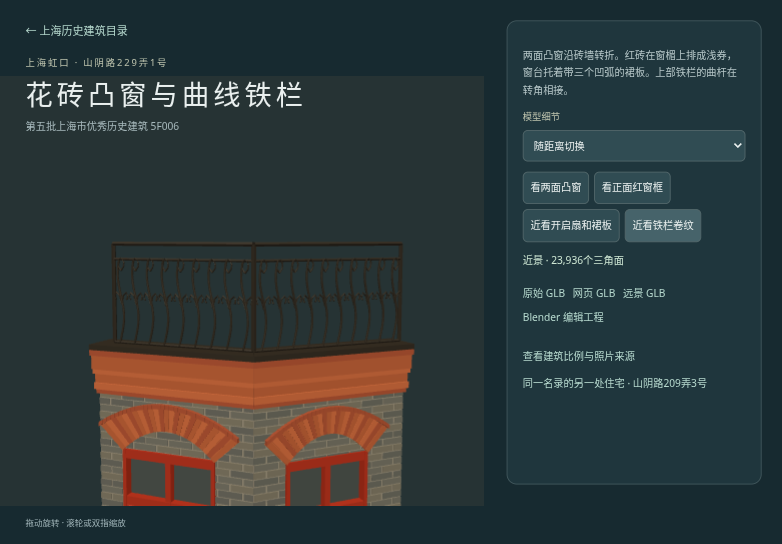 ← 上海历史建筑目录
上海虹口 · 山阴路229弄1号
花砖凸窗与曲线铁栏
第五批上海市优秀历史建筑 5F006
拖动旋转 · 滚轮或双指缩放
两面凸窗沿砖墙转折。红砖在窗楣上排成浅券，
窗台托着带三个凹弧的裙板。上部铁栏的曲杆在
转角相接。
模型细节
随距离切换
看两面凸窗
看正面红窗框
近看开启扇和裙板
近看铁栏卷纹
近景 · 23,936个三角面
原始 GLB 网页 GLB 远景 GLB
Blender 编辑工程
查看建筑比例与照片来源
同一名录的另一处住宅 · 山阴路209弄3号